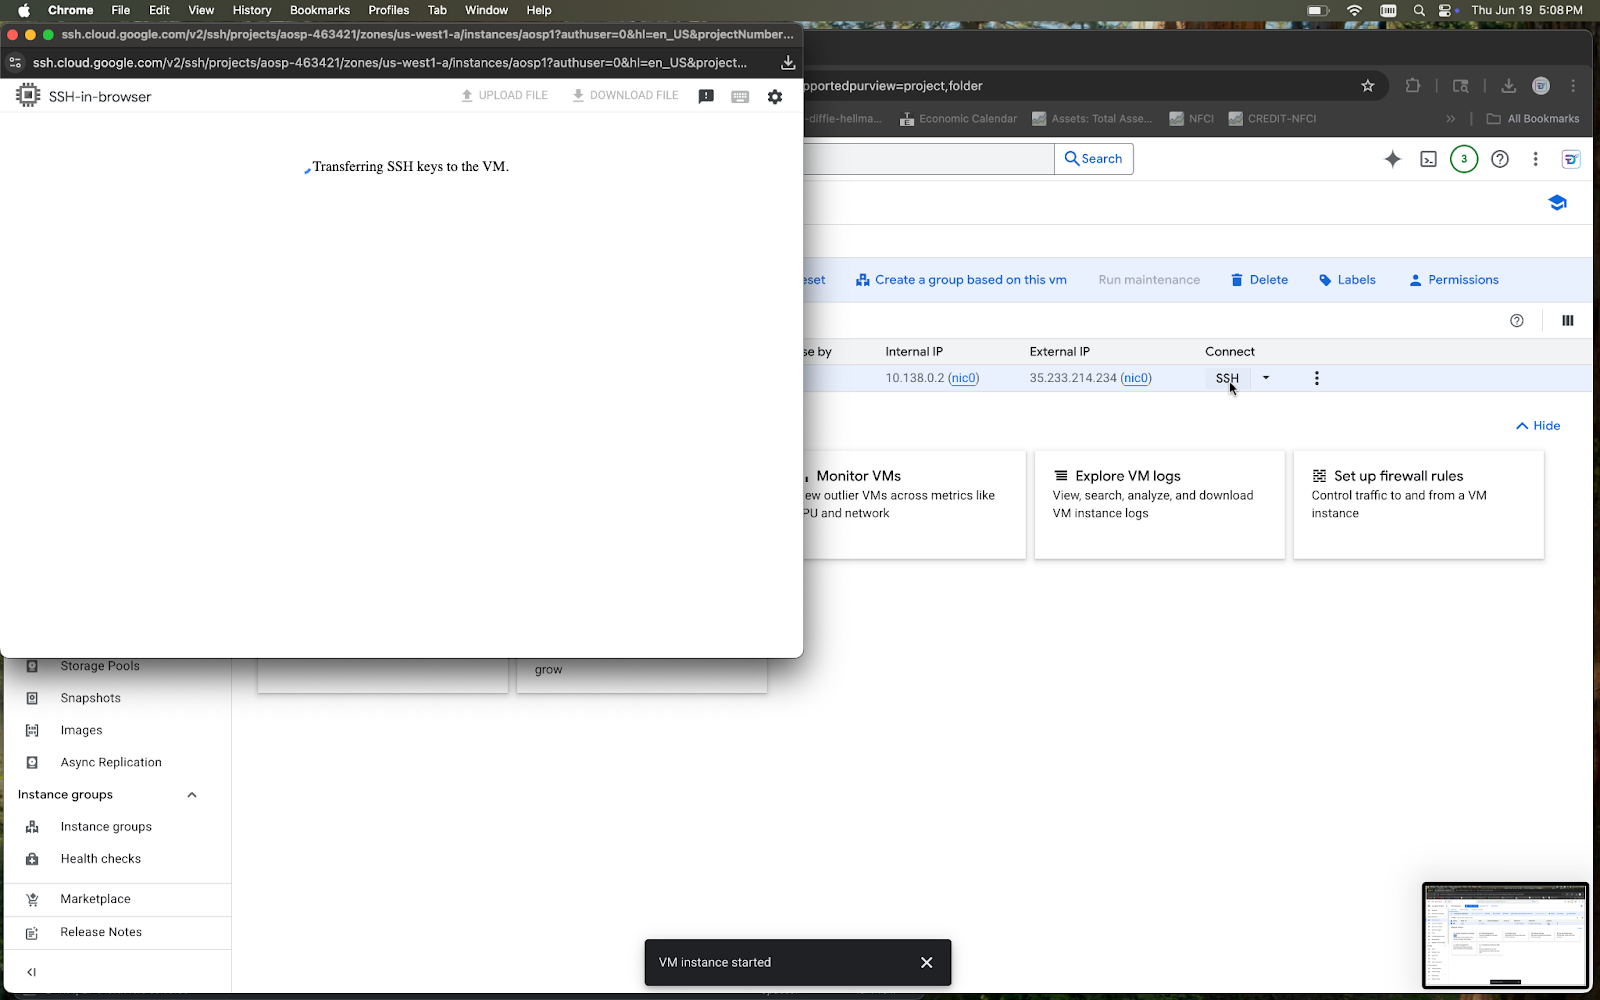 Chrome File Edit View History Bookmarks Profiles Tab Window Help Thu Jun 19 5:08 PM
ssh.cloud.google.com/v2/ssh/projects/aosp-463421/zones/us-west1-a/instances/aosp1?authuser=0&hl=en_US&projectNumber...
ssh.cloud.google.com/v2/ssh/projects/aosp-463421/zones/us-west1-a/instances/aosp1?authuser=0&hl=en_US&project...
SSH-in-browser UPLOAD FILE DOWNLOAD FILE
Transferring SSH keys to the VM.
pportedpurview=project,folder
-diffie-hellma... Economic Calendar Assets: Total Asse... NFCI CREDIT-NFCI » All Bookmarks
Search 3
eset Create a group based on this vm Run maintenance Delete Labels Permissions
se by Internal IP External IP Connect
10.138.0.2 (nic0) 35.233.214.234 (nic0) SSH
Hide
Monitor VMs
ew outlier VMs across metrics like
PU and network
Explore VM logs
View, search, analyze, and download
VM instance logs
Set up firewall rules
Control traffic to and from a VM
instance
grow
Storage Pools
Snapshots
Images
Async Replication
Instance groups
Instance groups
Health checks
Marketplace
Release Notes
VM instance started